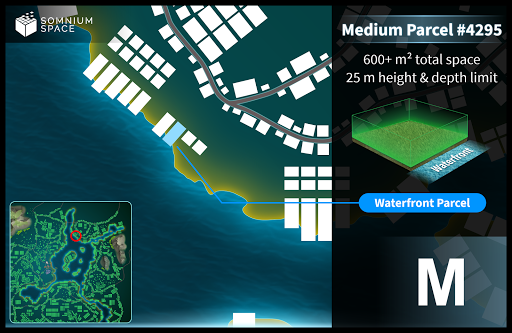 SOMNIUM
SPACE
Medium Parcel #4295
600+ m² total space
25 m height & depth limit
Waterfront
Waterfront Parcel
M